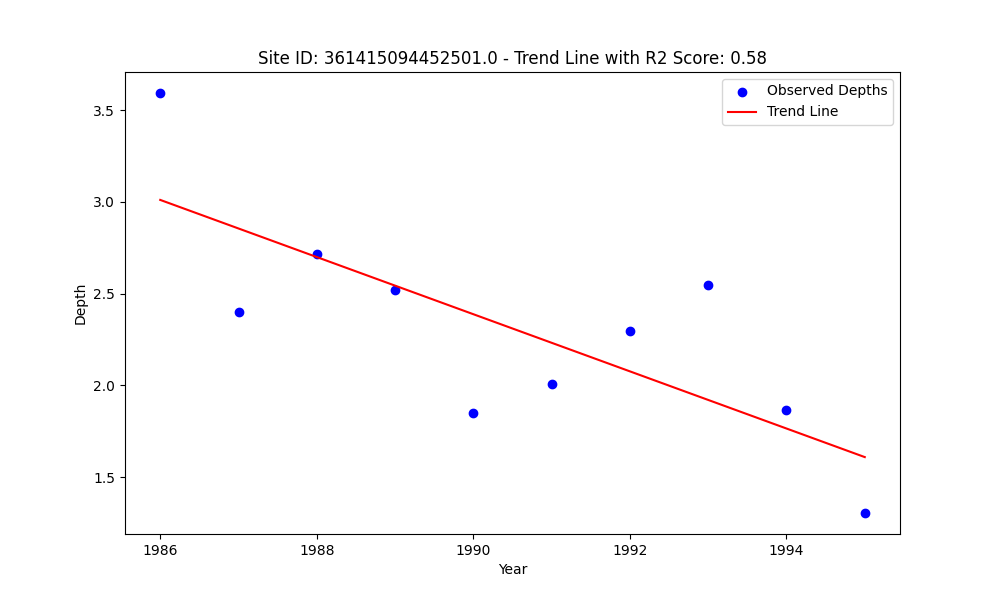 Site ID: 361415094452501.0 - Trend Line with R2 Score: 0.58
Observed Depths
Trend Line
3.5
3.0
2.5
2.0
1.5
Depth
1986
1988
1990
1992
1994
Year